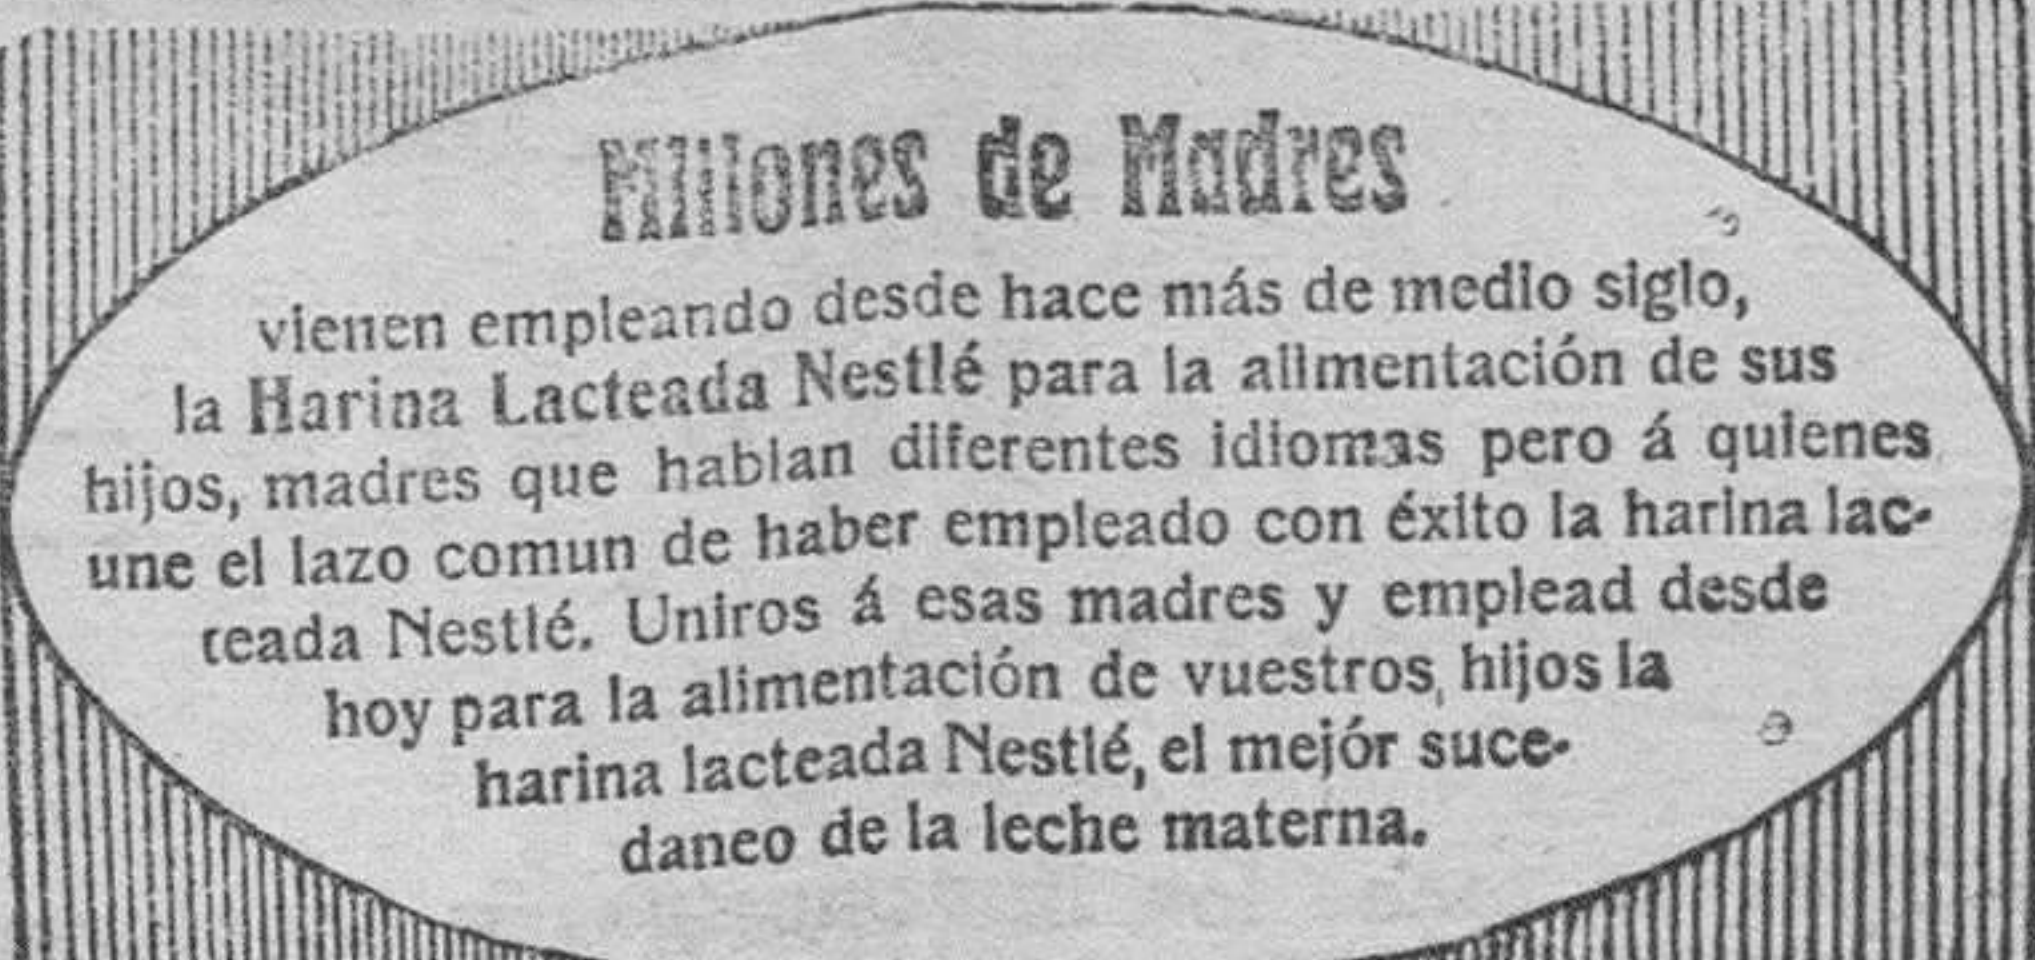 Millones de Madres
vienen empleando desde hace más de medio siglo,
la Harina Lacteada Nestlé para la alimentación de sus
hijos, madres que hablan diferentes idiomas pero á quienes
une el lazo comun de haber empleado con éxito la harina lac-
teada Nestlé. Uniros á esas madres y emplead desde
hoy para la alimentación de vuestros, hijos la
harina lacteada Nestlé, el mejór suce-
daneo de la leche materna.